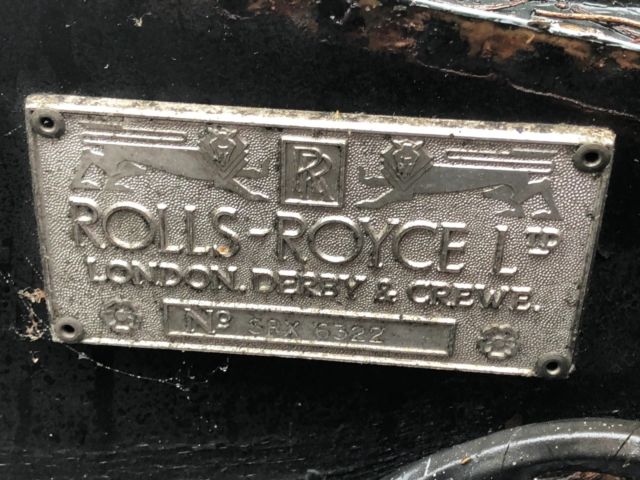 RR
ROLLS-ROYCE LTD
LONDON, DERBY & CREWE.
No SRX 6322